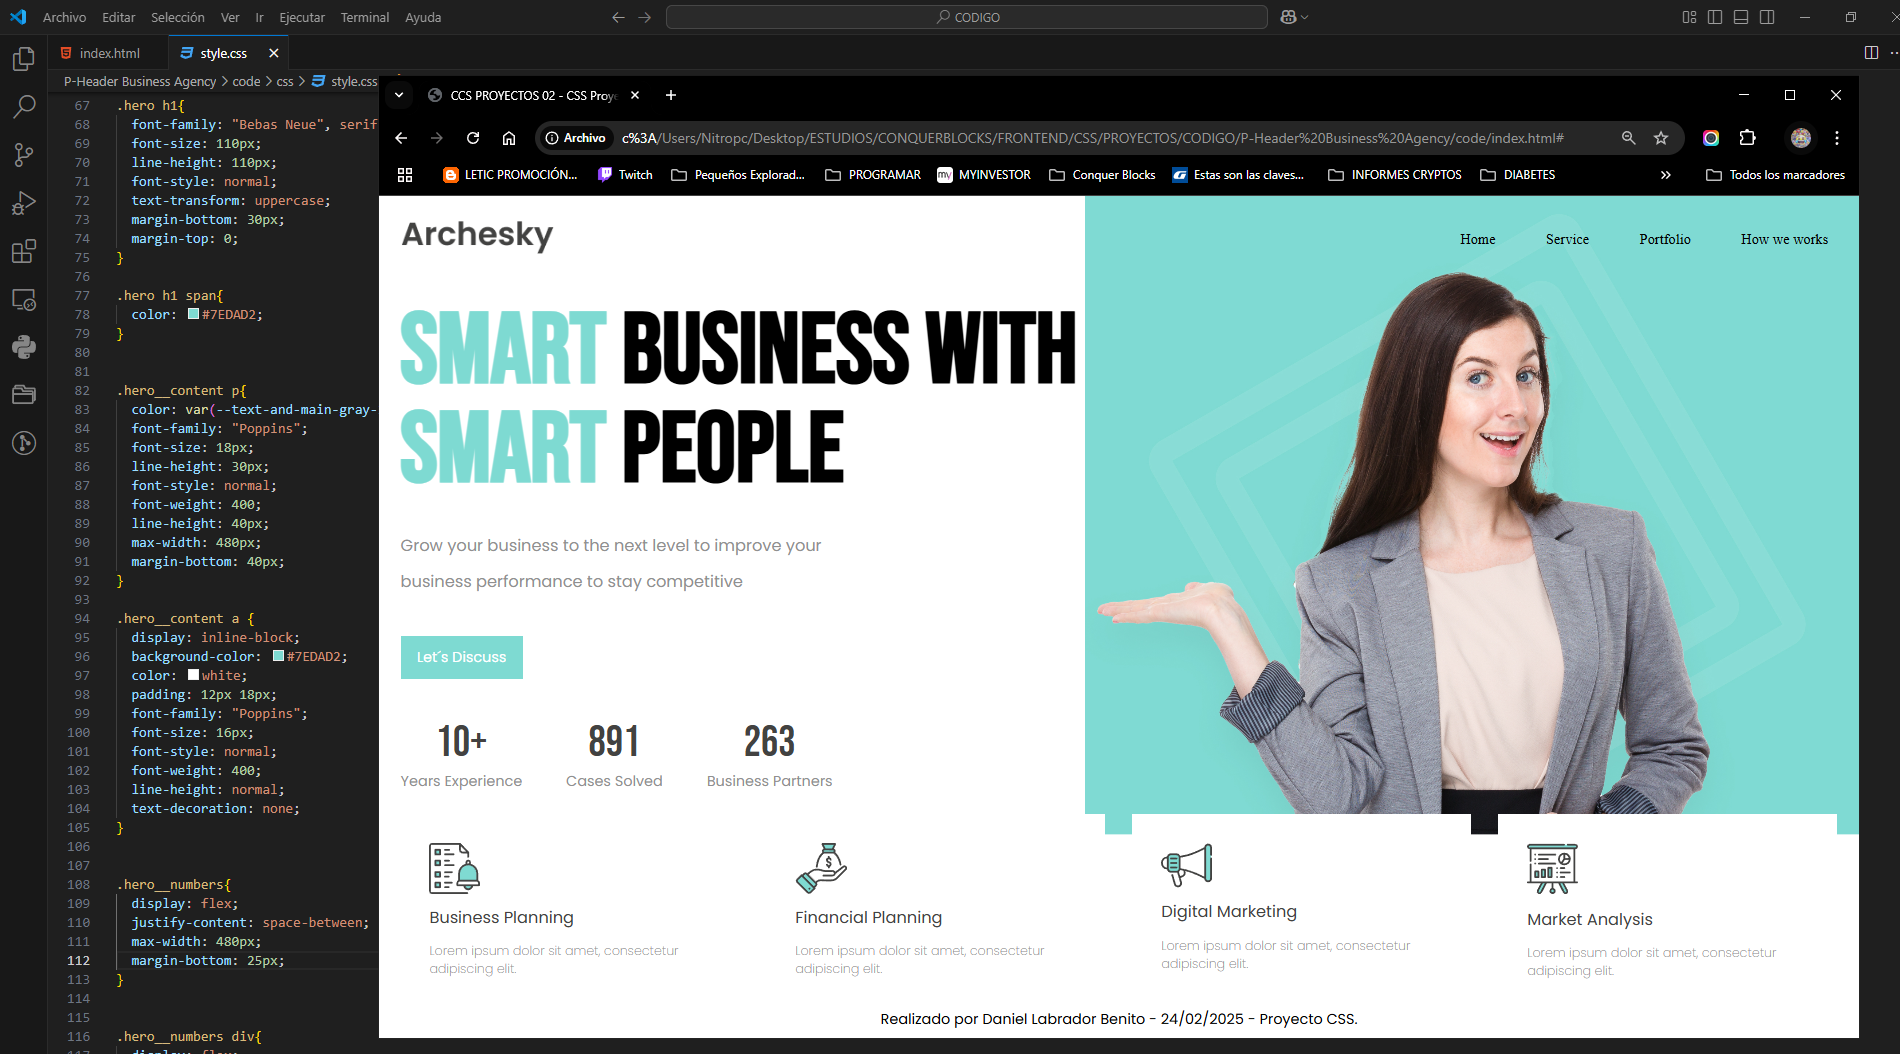 Archivo Editar Selección Ver Ir Ejecutar Terminal Ayuda
CODIGO
index.html
style.css
P-Header Business Agency > code > css > style.css
67 .hero h1{
68 font-family: "Bebas Neue", serif
69 font-size: 110px;
70 line-height: 110px;
71 font-style: normal;
72 text-transform: uppercase;
73 margin-bottom: 30px;
74 margin-top: 0;
75 }
76
77 .hero h1 span{
78 color: #7EDAD2;
79 }
80
81
82 .hero__content p{
83 color: var(--text-and-main-gray-
84 font-family: "Poppins";
85 font-size: 18px;
86 line-height: 30px;
87 font-style: normal;
88 font-weight: 400;
89 line-height: 40px;
90 max-width: 480px;
91 margin-bottom: 40px;
92 }
93
94 .hero__content a {
95 display: inline-block;
96 background-color: #7EDAD2;
97 color: white;
98 padding: 12px 18px;
99 font-family: "Poppins";
100 font-size: 16px;
101 font-style: normal;
102 font-weight: 400;
103 line-height: normal;
104 text-decoration: none;
105 }
106
107
108 .hero__numbers{
109 display: flex;
110 justify-content: space-between;
111 max-width: 480px;
112 margin-bottom: 25px;
113 }
114
115
116 .hero__numbers div{
CCS PROYECTOS 02 - CSS Proye
Archivo c%3A/Users/Nitropc/Desktop/ESTUDIOS/CONQUERBLOCKS/FRONTEND/CSS/PROYECTOS/CODIGO/P-Header%20Business%20Agency/code/index.html#
LETIC PROMOCIÓN... Twitch Pequeños Explorad... PROGRAMAR my MYINVESTOR Conquer Blocks Estas son las claves... INFORMES CRYPTOS DIABETES » Todos los marcadores
Archesky
Home Service Portfolio How we works
SMART BUSINESS WITH
SMART PEOPLE
Grow your business to the next level to improve your
business performance to stay competitive
Let´s Discuss
10+ 891 263
Years Experience Cases Solved Business Partners
Business Planning
Lorem ipsum dolor sit amet, consectetur
adipiscing elit.
Financial Planning
Lorem ipsum dolor sit amet, consectetur
adipiscing elit.
Digital Marketing
Lorem ipsum dolor sit amet, consectetur
adipiscing elit.
Market Analysis
Lorem ipsum dolor sit amet, consectetur
adipiscing elit.
Realizado por Daniel Labrador Benito - 24/02/2025 - Proyecto CSS.